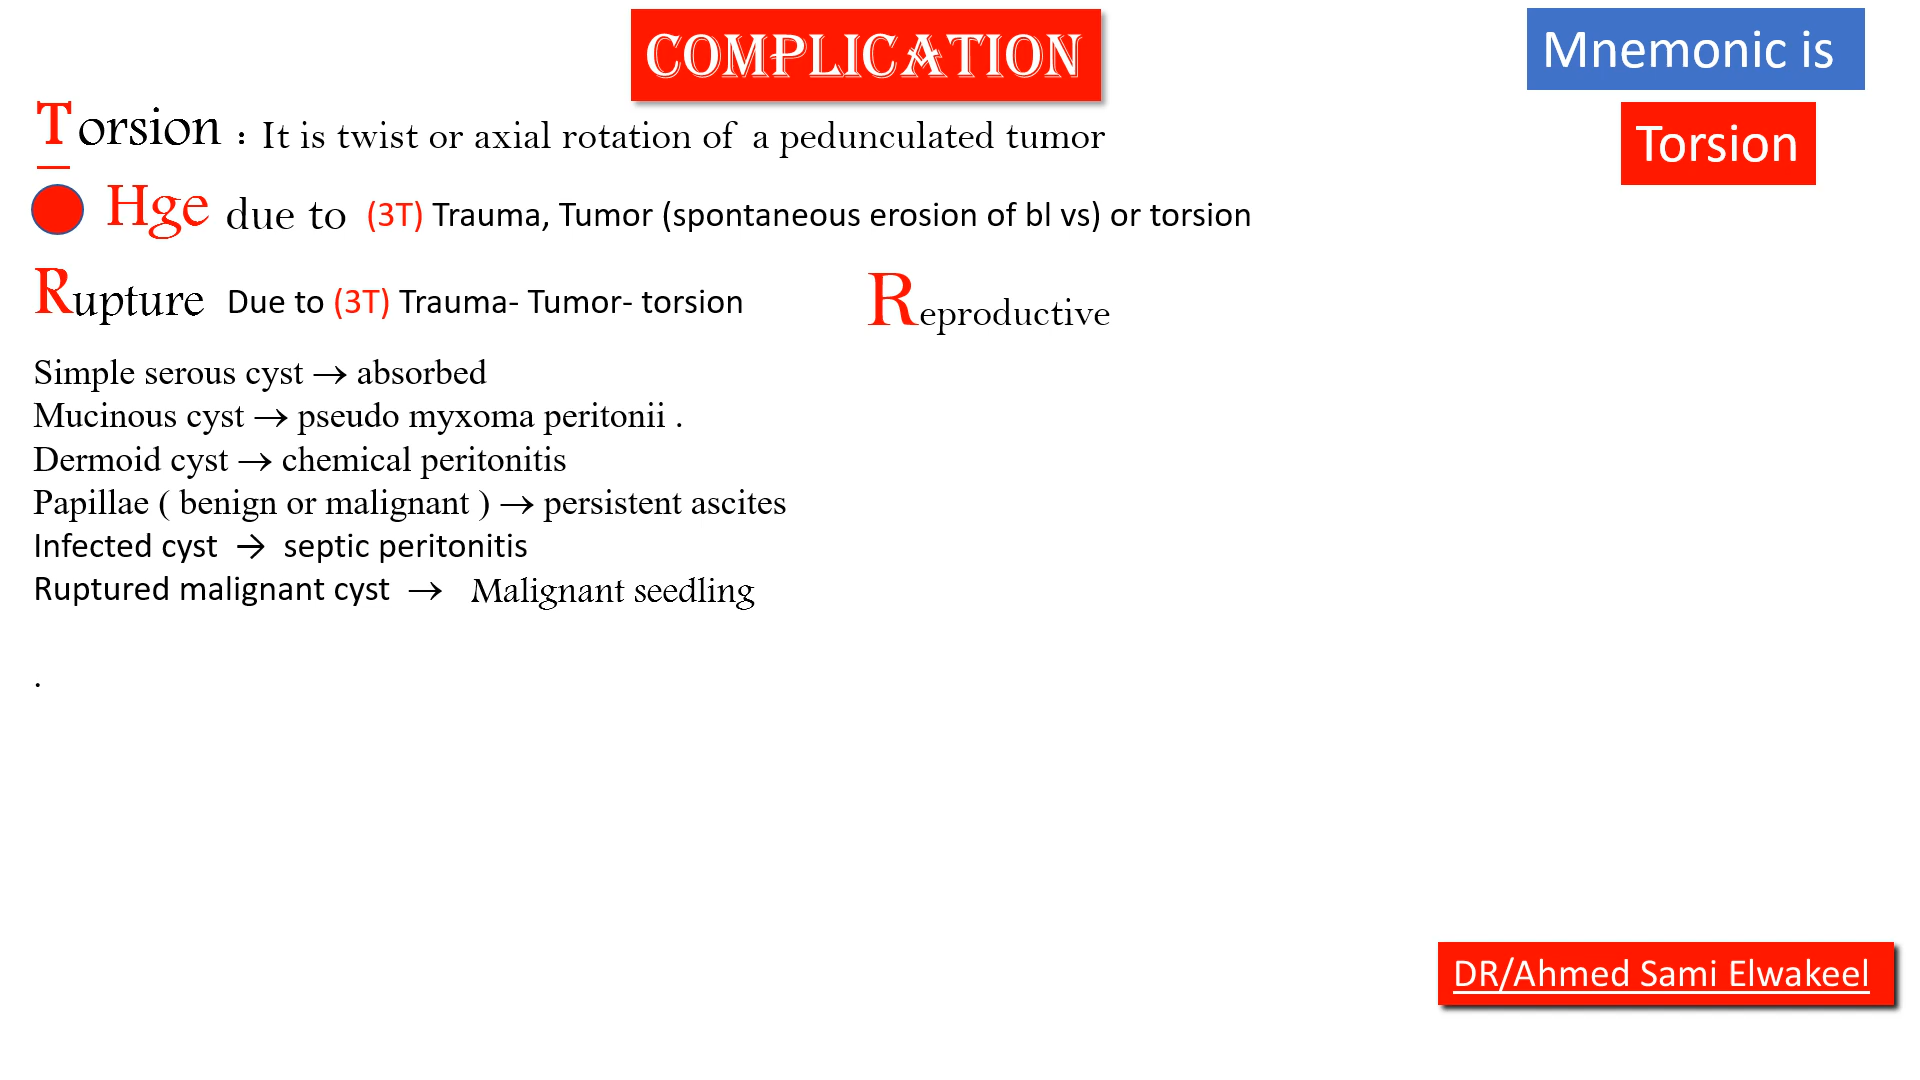 COMPLICATION
Mnemonic is
Torsion
Torsion : It is twist or axial rotation of a pedunculated tumor
Hge due to (3T) Trauma, Tumor (spontaneous erosion of bl vs) or torsion
Rupture Due to (3T) Trauma- Tumor- torsion
Reproductive
Simple serous cyst → absorbed
Mucinous cyst → pseudo myxoma peritonii .
Dermoid cyst → chemical peritonitis
Papillae ( benign or malignant ) → persistent ascites
Infected cyst → septic peritonitis
Ruptured malignant cyst → Malignant seedling
.
DR/Ahmed Sami Elwakeel